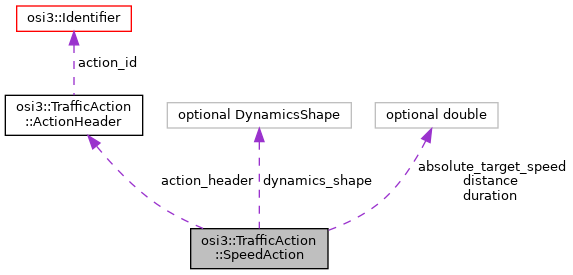 osi3::Identifier
action_id
osi3::TrafficAction
::ActionHeader
optional DynamicsShape
optional double
action_header
dynamics_shape
absolute_target_speed
distance
duration
osi3::TrafficAction
::SpeedAction